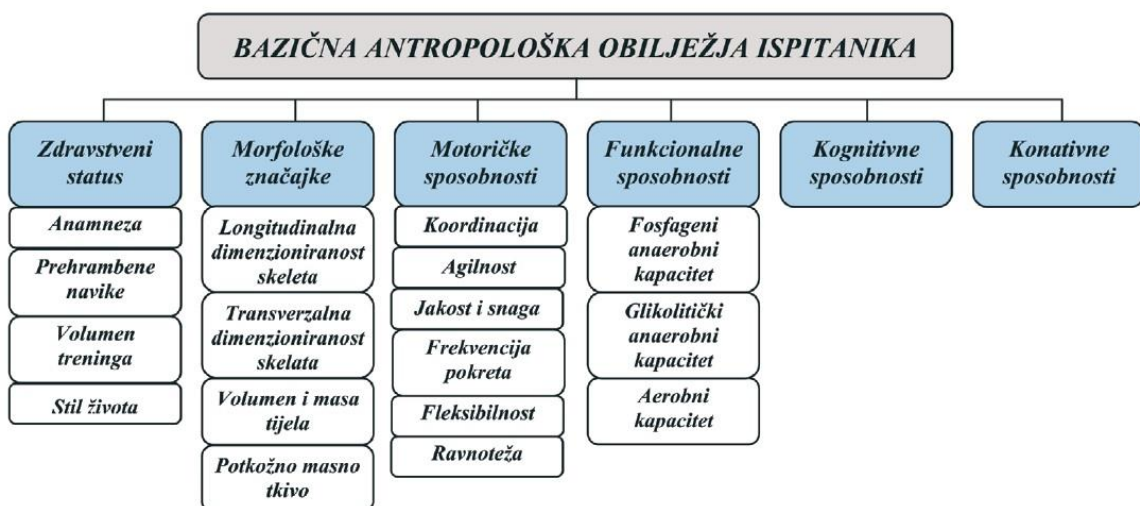 BAZIČNA ANTROPOLOŠKA OBILJEŽJA ISPITANIKA
Zdravstveni
status
Anamneza
Prehrambene
navike
Volumen
treninga
Stil života
Morfološke
značajke
Longitudinalna
dimenzioniranost
skeleta
Transverzalna
dimenzioniranost
skelata
Volumen i masa
tijela
Potkožno masno
tkivo
Motoričke
sposobnosti
Koordinacija
Agilnost
Jakost i snaga
Frekvencija
pokreta
Fleksibilnost
Ravnoteža
Funkcionalne
sposobnosti
Fosfageni
anaerobni
kapacitet
Glikolitički
anaerobni
kapacitet
Aerobni
kapacitet
Kognitivne
sposobnosti
Konativne
sposobnosti